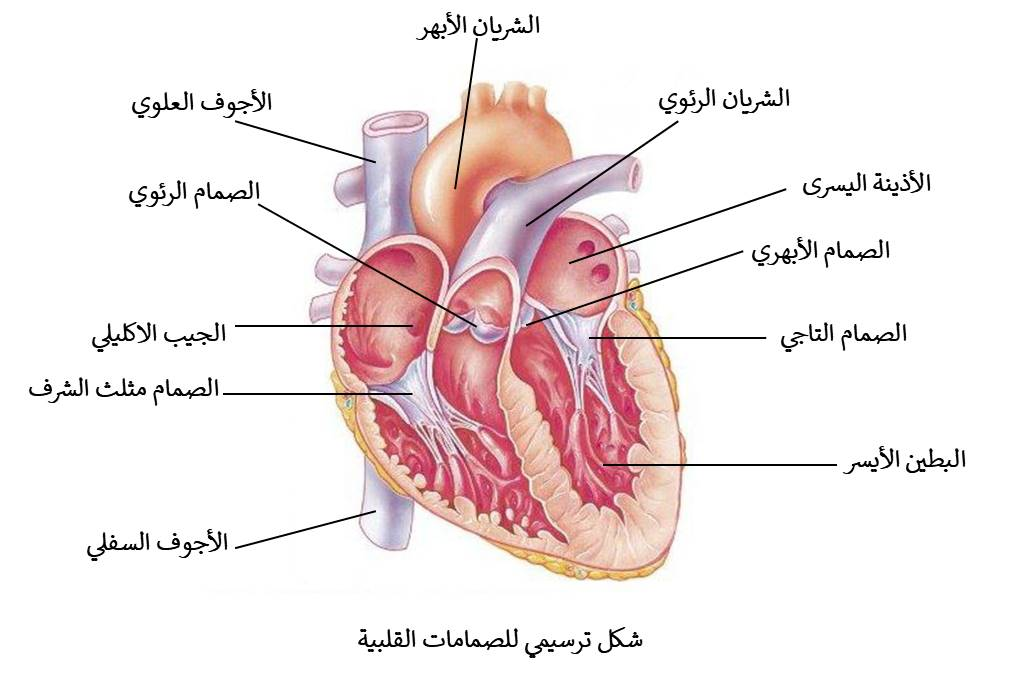 الشريان الأبهر
الشريان الرئوي
الأجوف العلوي
الأذينة اليسرى
الصمام الرئوي
الصمام الأبهري
الصمام التاجي
الجيب الاكليلي
الصمام مثلث الشرف
البطين الأيسر
الأجوف السفلي
شكل ترسيمي للصمامات القلبية